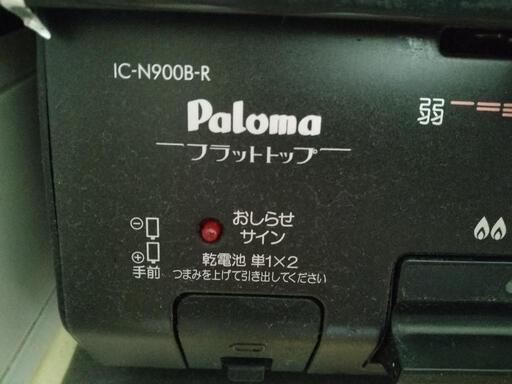 IC-N900B-R
Paloma
フラットトップ
弱
おしらせ
サイン
乾電池 単1×2
つまみを上げて引き出してください
⊖
⊕
手前